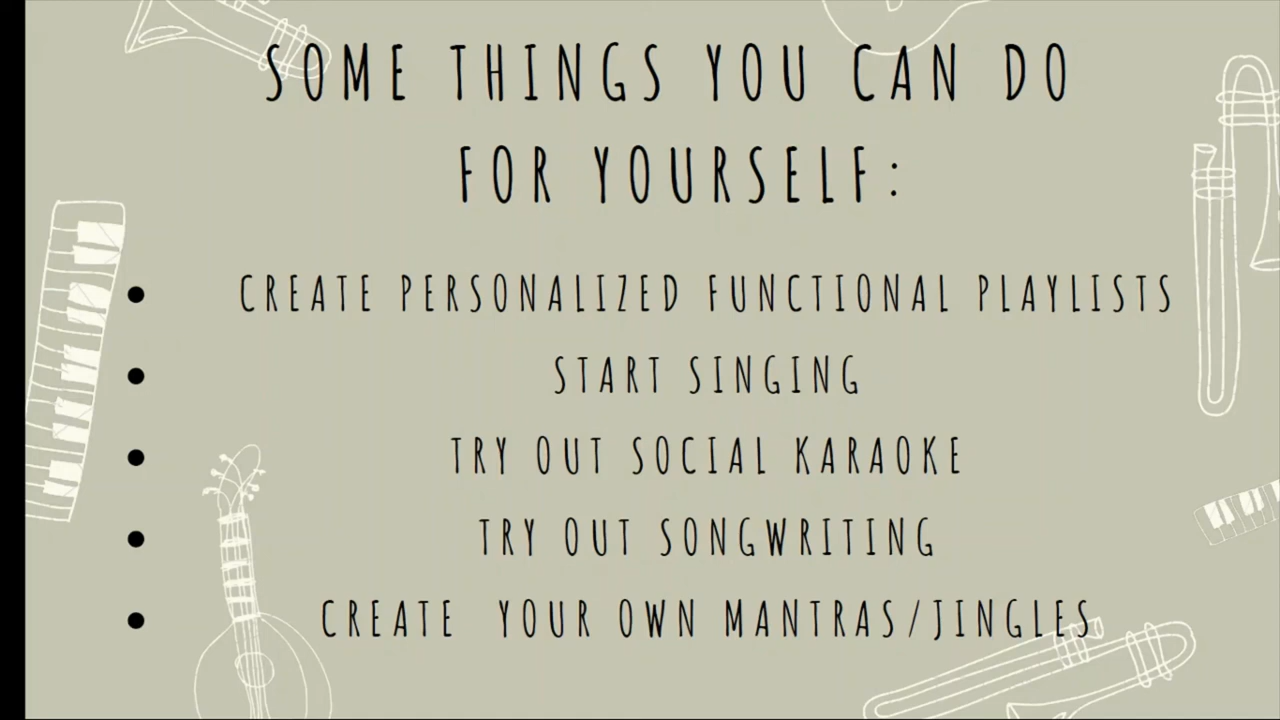 SOME THINGS YOU CAN DO
FOR YOURSELF:
• CREATE PERSONALIZED FUNCTIONAL PLAYLISTS
• START SINGING
• TRY OUT SOCIAL KARAOKE
• TRY OUT SONGWRITING
• CREATE YOUR OWN MANTRAS/JINGLES